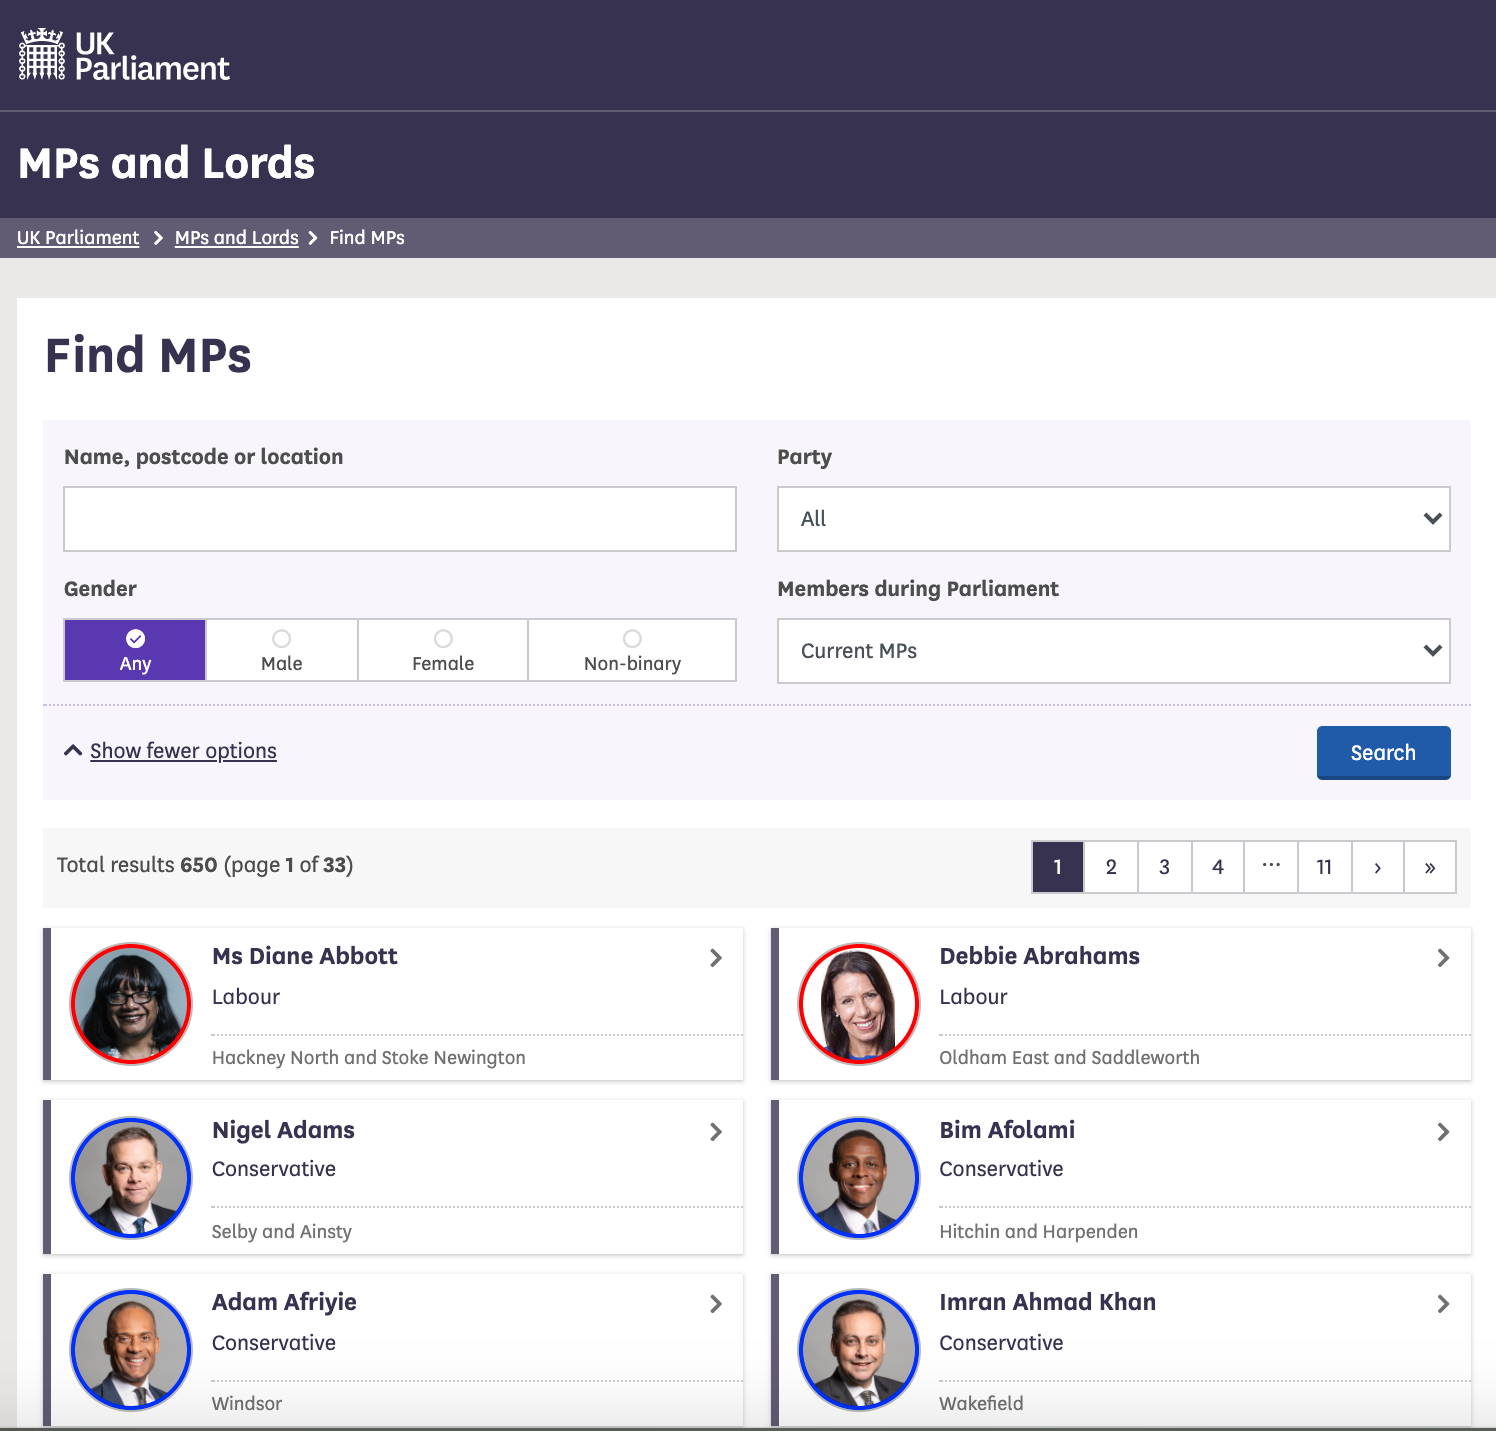 UK
Parliament
MPs and Lords
UK Parliament > MPs and Lords > Find MPs
Find MPs
Name, postcode or location
Party
All
Gender
Members during Parliament
Any
Male
Female
Non-binary
Current MPs
Show fewer options
Search
Total results 650 (page 1 of 33)
1 2 3 4 ... 11 › »
Ms Diane Abbott
Labour
Hackney North and Stoke Newington
Debbie Abrahams
Labour
Oldham East and Saddleworth
Nigel Adams
Conservative
Selby and Ainsty
Bim Afolami
Conservative
Hitchin and Harpenden
Adam Afriyie
Conservative
Windsor
Imran Ahmad Khan
Conservative
Wakefield